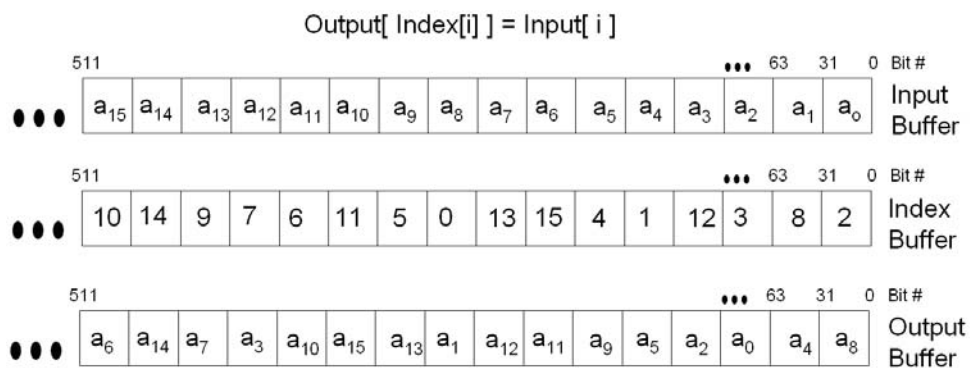 Output[ Index[i] ] = Input[ i ]
511 ••• 63 31 0 Bit #
••• a15 a14 a13 a12 a11 a10 a9 a8 a7 a6 a5 a4 a3 a2 a1 a0 Input
Buffer
511 ••• 63 31 0 Bit #
••• 10 14 9 7 6 11 5 0 13 15 4 1 12 3 8 2 Index
Buffer
511 ••• 63 31 0 Bit #
••• a6 a14 a7 a3 a10 a15 a13 a1 a12 a11 a9 a5 a2 a0 a4 a8 Output
Buffer